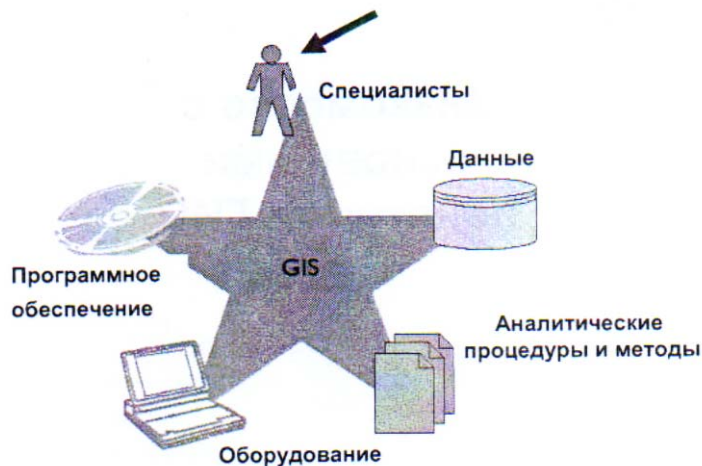 Специалисты
Данные
GIS
Программное
обеспечение
Аналитические
процедуры и методы
Оборудование